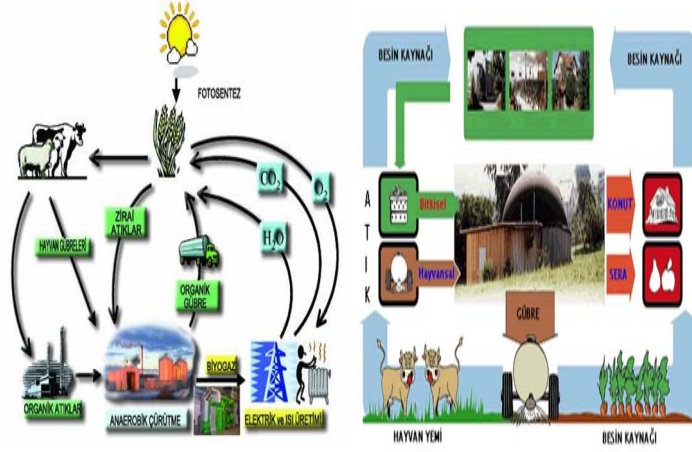 FOTOSENTEZ
CO2
O2
H2O
ZİRAİ
ATIKLAR
HAYVAN GÜBRELERİ
ORGANİK
GÜBRE
BİYOGAZ
ORGANİK ATIKLAR
ANAEROBİK ÇÜRÜTME
ELEKTRİK ve ISI ÜRETİMİ
BESİN KAYNAĞI
BESİN KAYNAĞI
A
T
I
K
Bitkisel
Hayvansal
KONUT
SERA
GÜBRE
HAYVAN YEMİ
BESİN KAYNAĞI